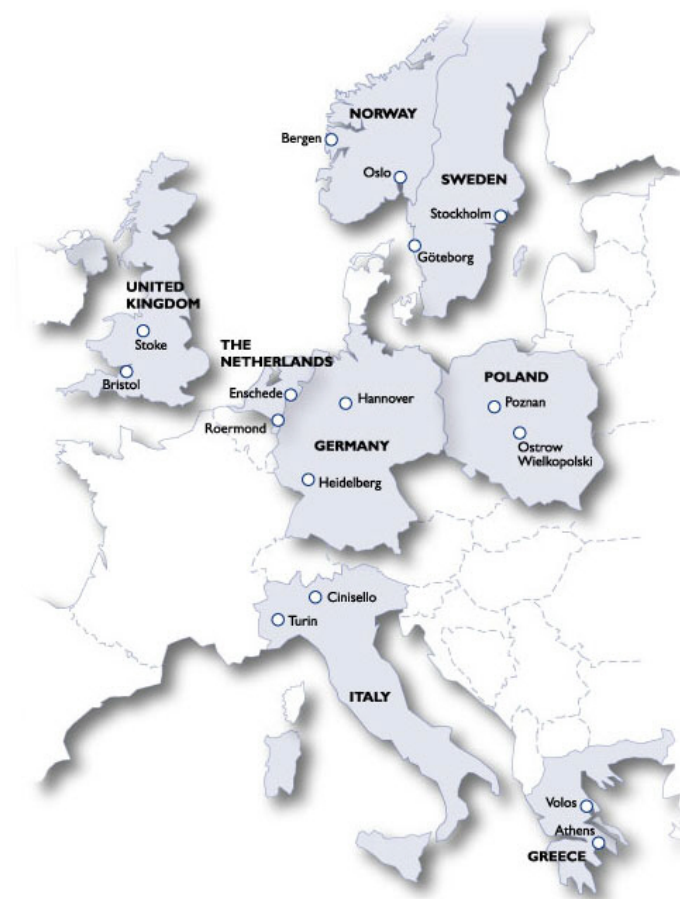 NORWAY
Bergen
Oslo
SWEDEN
Stockholm
Göteborg
UNITED
KINGDOM
Stoke
Bristol
THE
NETHERLANDS
Enschede
Roermond
Hannover
GERMANY
Heidelberg
POLAND
Poznan
Ostrow
Wielkopolski
Cinisello
Turin
ITALY
Volos
Athens
GREECE